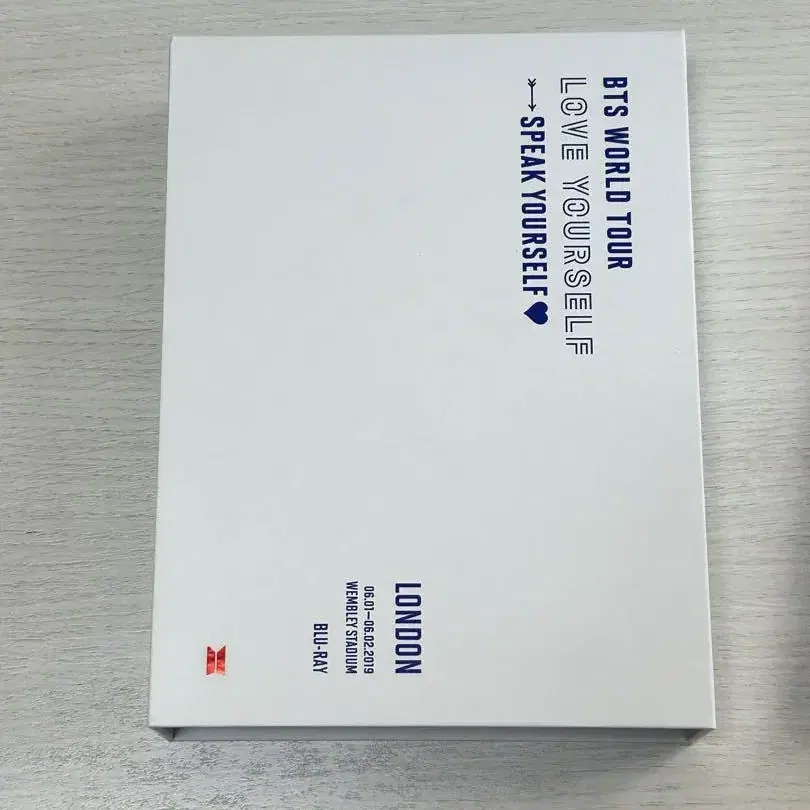 BTS WORLD TOUR
LOVE YOURSELF
SPEAK YOURSELF
LONDON
06.01–06.02.2019
WEMBLEY STADIUM
BLU-RAY